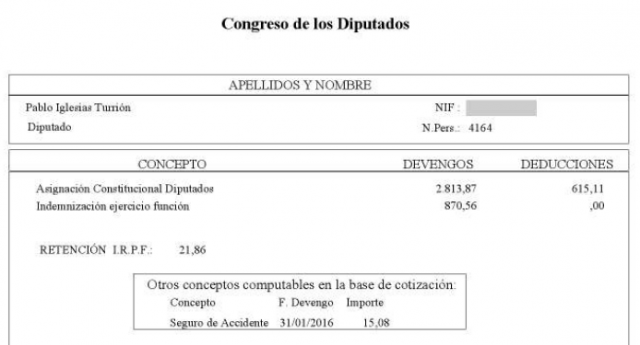 Congreso de los Diputados
APELLIDOS Y NOMBRE
Pablo Iglesias Turrión NIF :
Diputado N.Pers.: 4164
CONCEPTO DEVENGOS DEDUCCIONES
Asignación Constitucional Diputados 2.813,87 615,11
Indemnización ejercicio función 870,56 ,00
RETENCIÓN I.R.P.F.: 21,86
Otros conceptos computables en la base de cotización:
Concepto F. Devengo Importe
Seguro de Accidente 31/01/2016 15,08